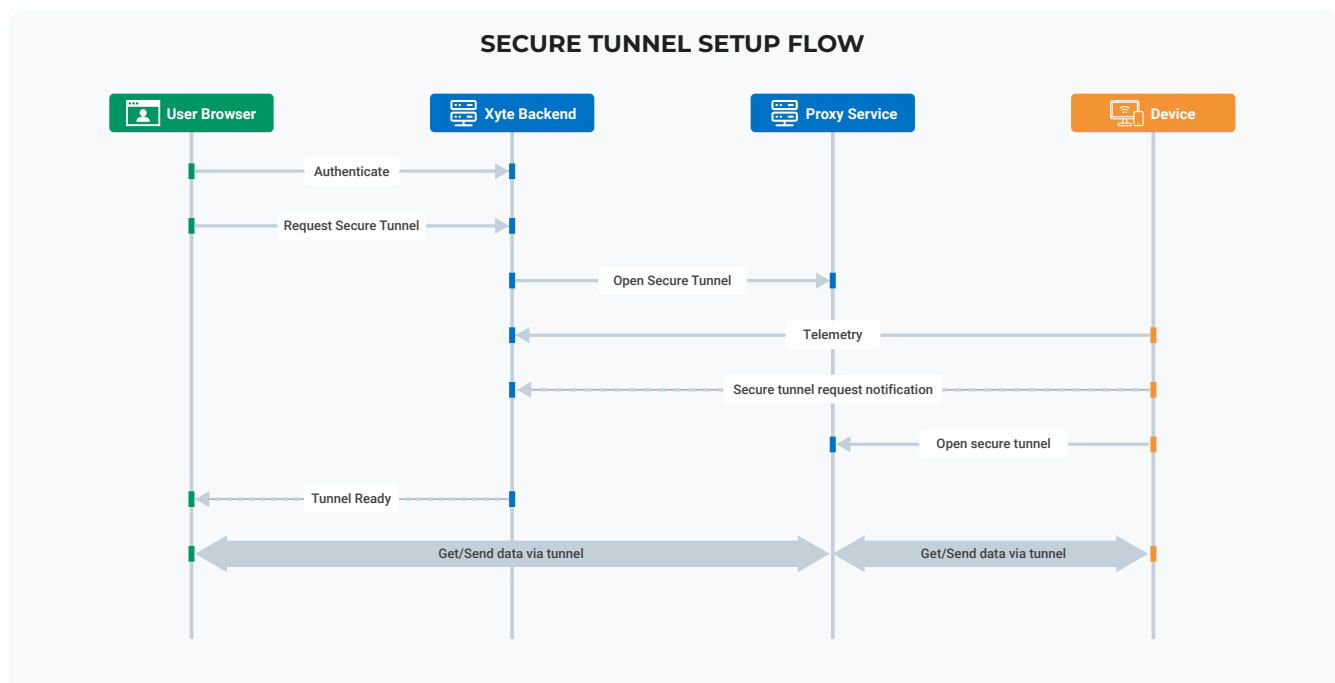 SECURE TUNNEL SETUP FLOW
User Browser
Xyte Backend
Proxy Service
Device
Authenticate
Request Secure Tunnel
Open Secure Tunnel
Telemetry
Secure tunnel request notification
Open secure tunnel
Tunnel Ready
Get/Send data via tunnel
Get/Send data via tunnel